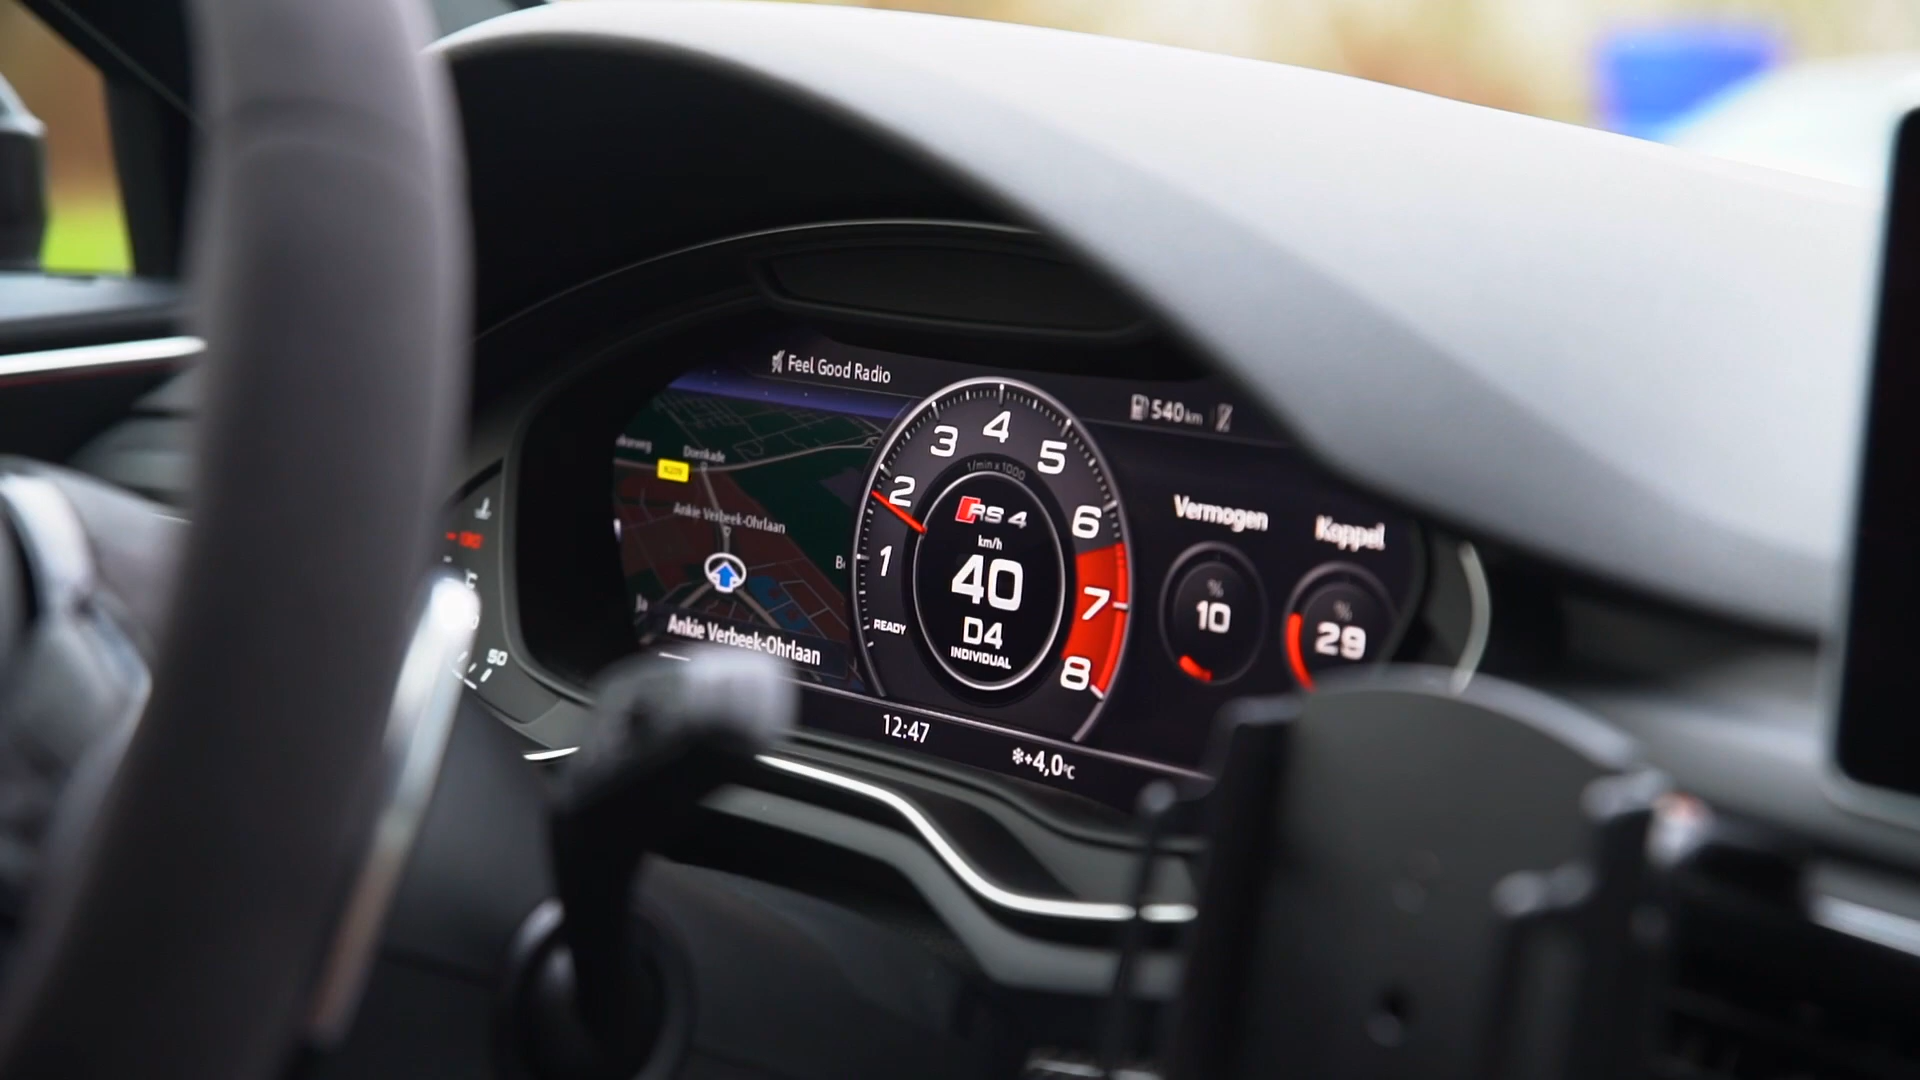 Feel Good Radio
540 km
Doenkade
N209
Ankie Verbeek-Ohrlaan
Ankie Verbeek-Ohrlaan
1
2
3
4
5
6
7
8
1/min x 1000
READY
RS 4
km/h
40
D4
INDIVIDUAL
Vermogen
%
10
Koppel
%
29
50
12:47
+4,0°C